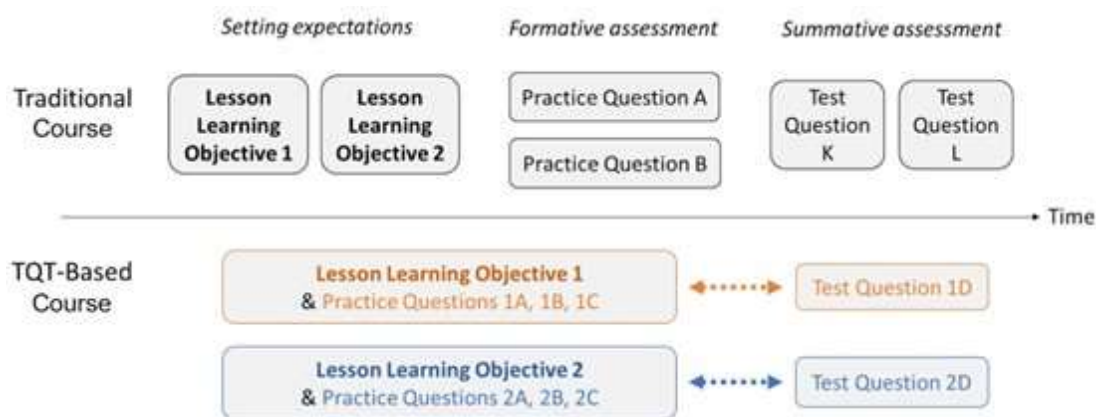 Setting expectations Formative assessment Summative assessment
Traditional Course
Lesson Learning Objective 1
Lesson Learning Objective 2
Practice Question A
Practice Question B
Test Question K
Test Question L
Time
TQT-Based Course
Lesson Learning Objective 1
& Practice Questions 1A, 1B, 1C
Test Question 1D
Lesson Learning Objective 2
& Practice Questions 2A, 2B, 2C
Test Question 2D